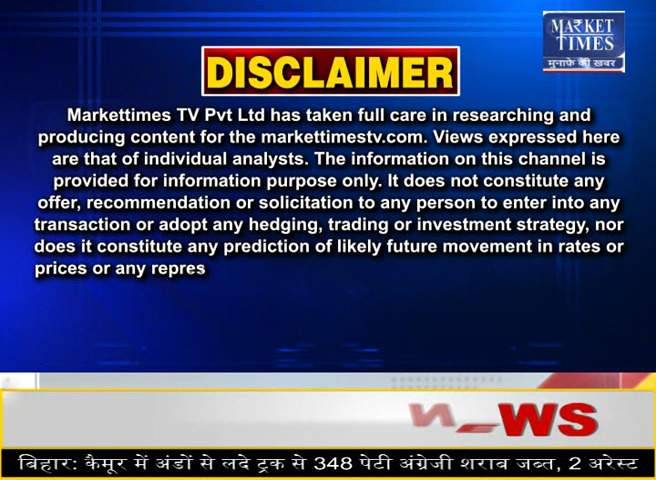 MARKET
TIMES
मुनाफे की खबर
DISCLAIMER
Markettimes TV Pvt Ltd has taken full care in researching and
producing content for the markettimestv.com. Views expressed here
are that of individual analysts. The information on this channel is
provided for information purpose only. It does not constitute any
offer, recommendation or solicitation to any person to enter into any
transaction or adopt any hedging, trading or investment strategy, nor
does it constitute any prediction of likely future movement in rates or
prices or any repres
बिहार: कैमूर में अंडों से लदे ट्रक से 348 पेटी अंग्रेजी शराब जब्त, 2 अरेस्ट